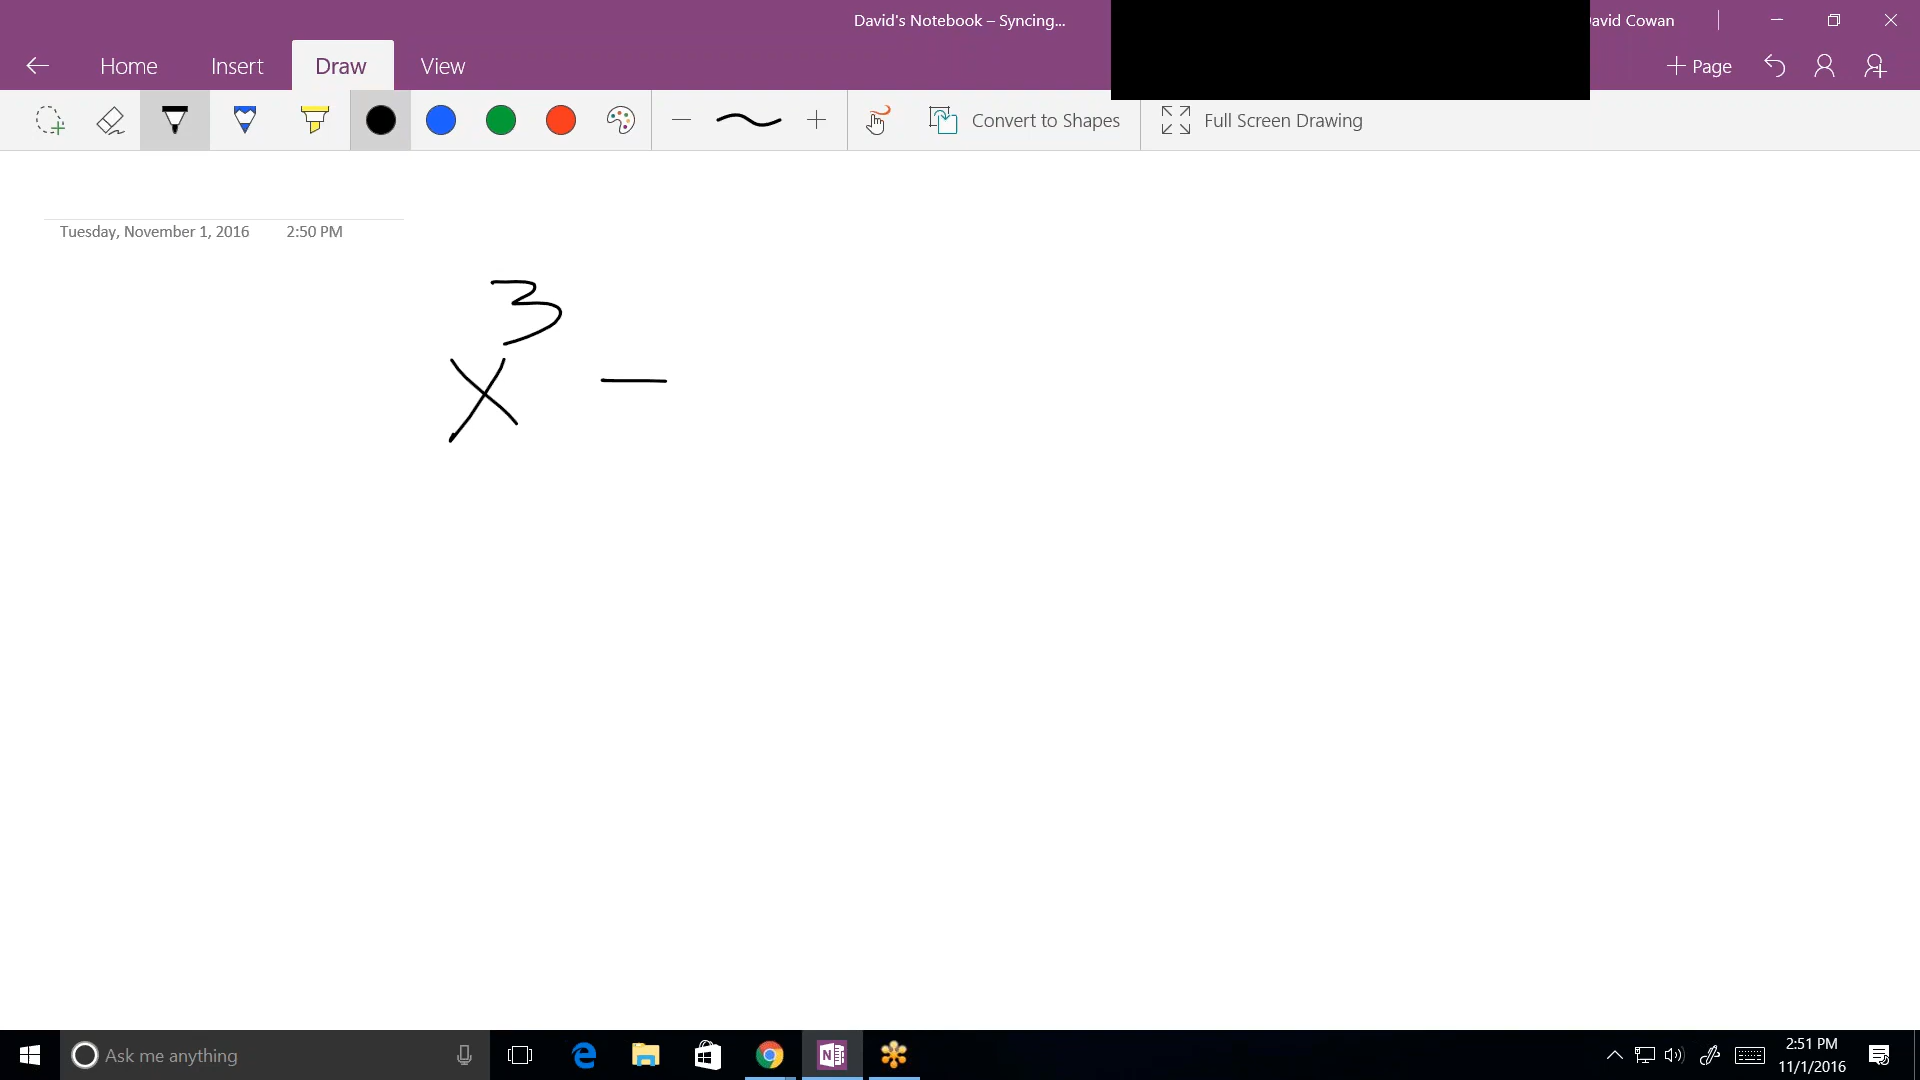 David's Notebook – Syncing...
avid Cowan
Home Insert Draw View
Page
Convert to Shapes Full Screen Drawing
Tuesday, November 1, 2016 2:50 PM
x³ —
Ask me anything
2:51 PM
11/1/2016